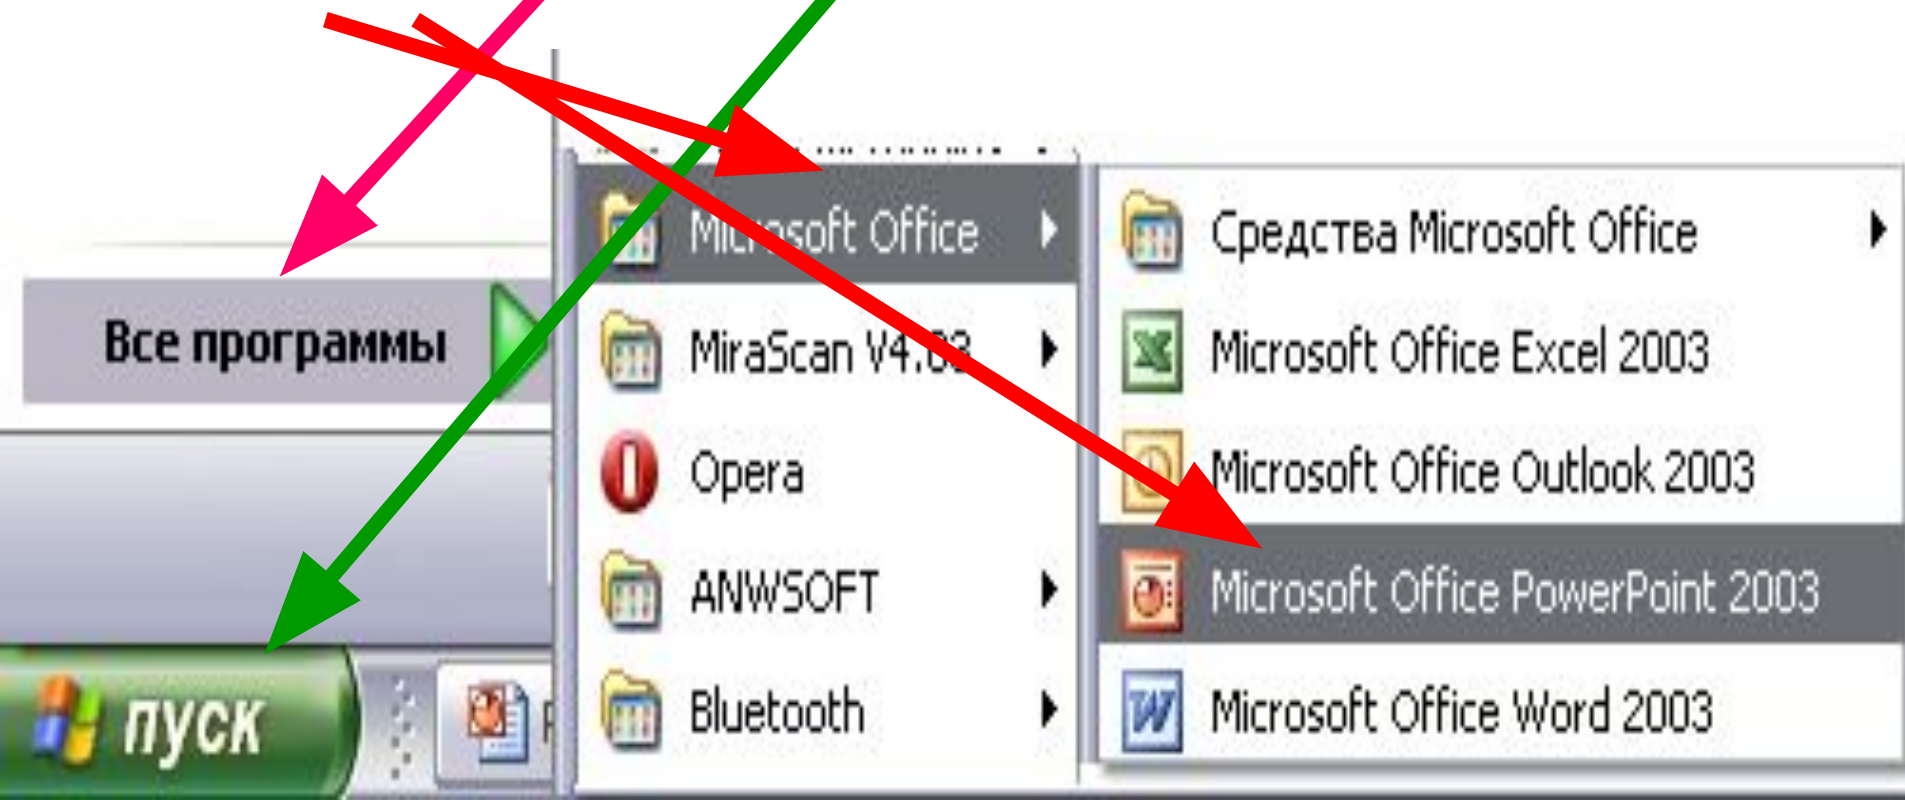 Все программы
пуск
Microsoft Office
MiraScan V4.03
Opera
ANWSOFT
Bluetooth
Средства Microsoft Office
Microsoft Office Excel 2003
Microsoft Office Outlook 2003
Microsoft Office PowerPoint 2003
Microsoft Office Word 2003